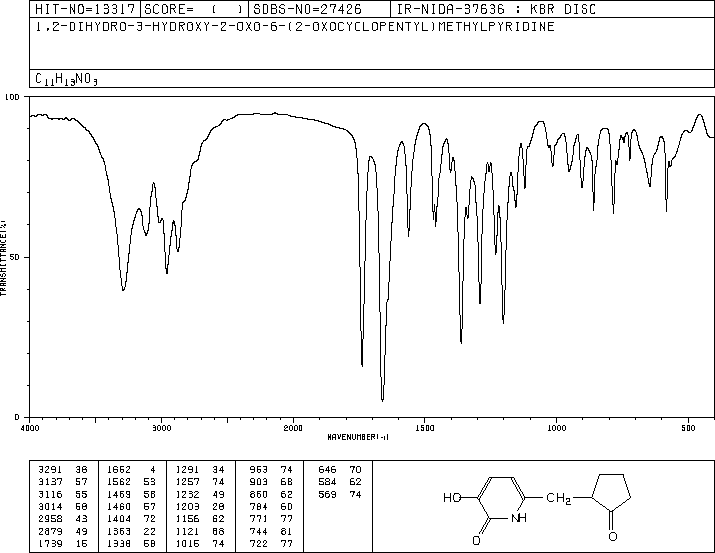 HIT-NO=13317 SCORE= ( ) SDBS-NO=27426 IR-NIDA-37636 : KBR DISC
1,2-DIHYDRO-3-HYDROXY-2-OXO-6-(2-OXOCYCLOPENTYL)METHYLPYRIDINE
C11H13NO3
100
50
0
TRANSMITTANCE(%)
4000 3000 2000 1500 1000 500
WAVENUMBER(-1)
3291 38 1662 4 1291 34 963 74 646 70
3137 57 1562 53 1257 74 903 68 584 62
3116 55 1469 58 1232 49 860 62 569 74
3014 58 1460 57 1203 28 784 60
2958 43 1404 72 1156 62 771 77
2879 49 1363 22 1121 68 744 81
1739 15 1338 58 1016 74 722 77
HO CH2
NH
O O